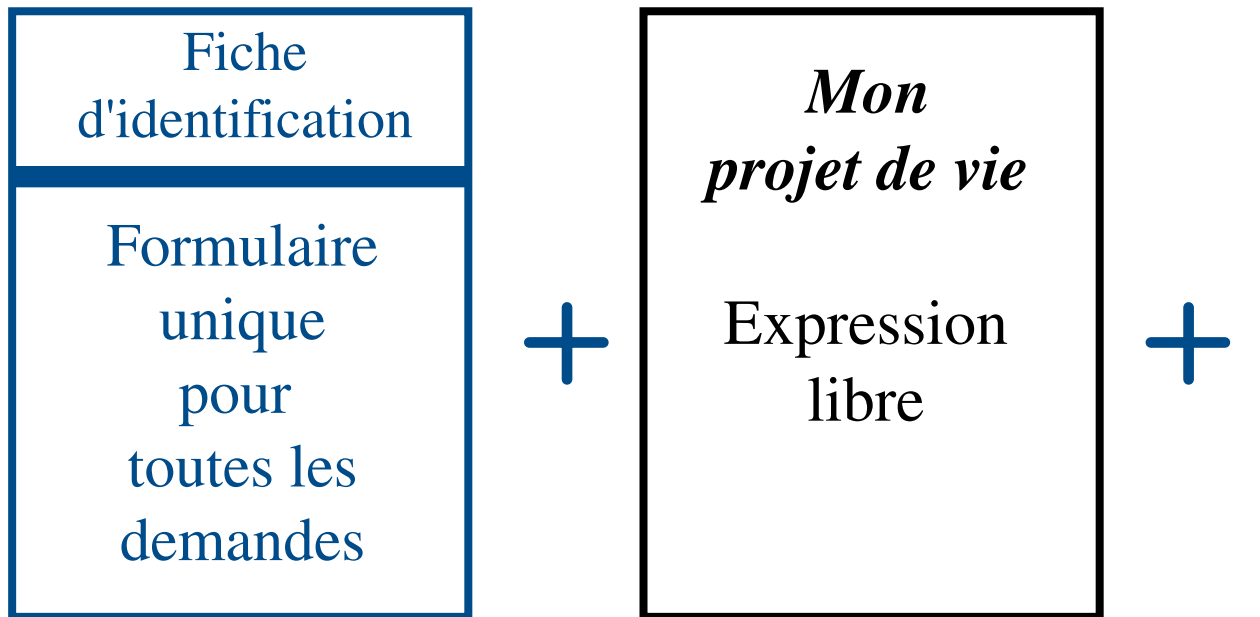 Fiche
d'identification
Formulaire
unique
pour
toutes les
demandes
+
Mon
projet de vie
Expression
libre
+